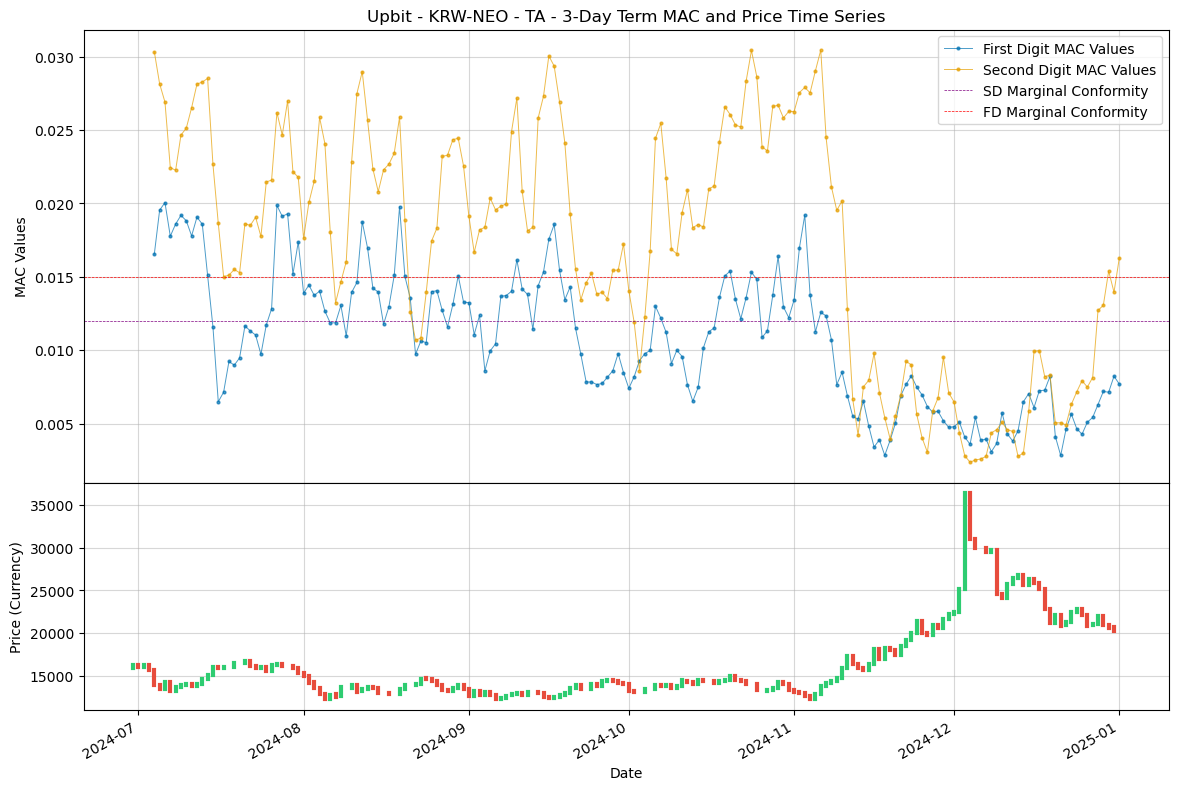 Upbit - KRW-NEO - TA - 3-Day Term MAC and Price Time Series
First Digit MAC Values
Second Digit MAC Values
SD Marginal Conformity
FD Marginal Conformity
MAC Values
0.030
0.025
0.020
0.015
0.010
0.005
Price (Currency)
35000
30000
25000
20000
15000
2024-07
2024-08
2024-09
2024-10
2024-11
2024-12
2025-01
Date